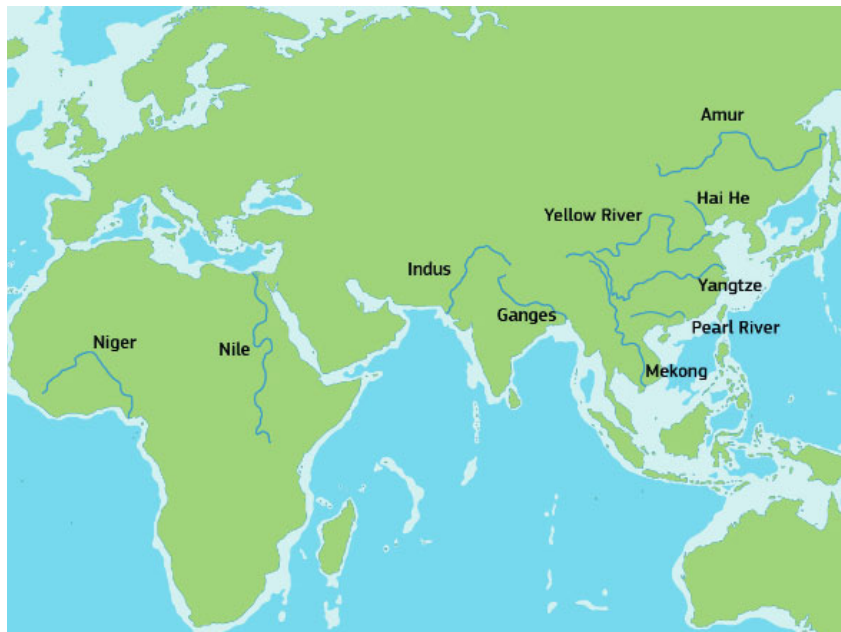 Amur
Hai He
Yellow River
Indus
Yangtze
Ganges
Pearl River
Niger
Nile
Mekong